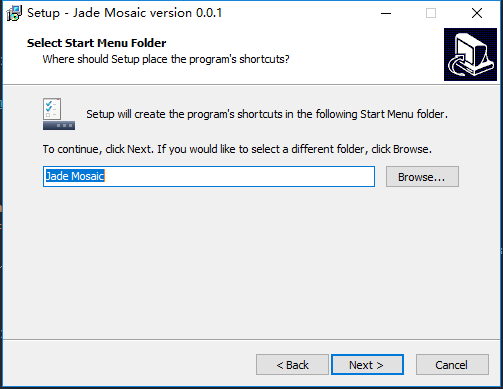 Setup - Jade Mosaic version 0.0.1
Select Start Menu Folder
Where should Setup place the program's shortcuts?
Setup will create the program's shortcuts in the following Start Menu folder.
To continue, click Next. If you would like to select a different folder, click Browse.
Jade Mosaic
Browse...
< Back
Next >
Cancel